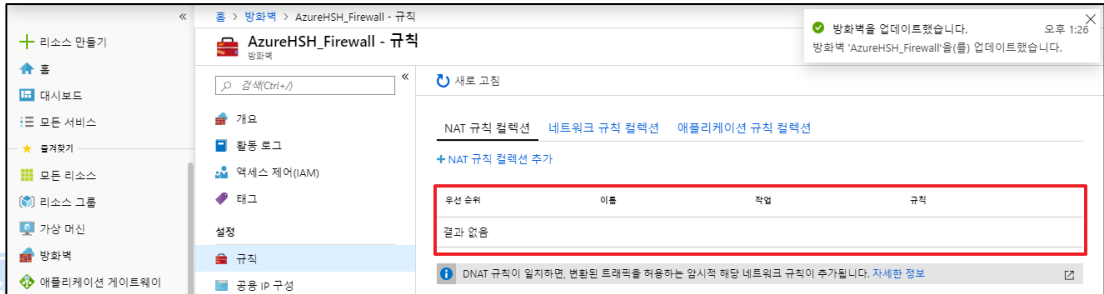 «
홈 > 방화벽 > AzureHSH_Firewall - 규칙
AzureHSH_Firewall - 규칙
방화벽
방화벽을 업데이트했습니다.
오후 1:26
방화벽 'AzureHSH_Firewall'을(를) 업데이트했습니다.
+ 리소스 만들기
홈
대시보드
모든 서비스
즐겨찾기
모든 리소스
리소스 그룹
가상 머신
방화벽
애플리케이션 게이트웨이
검색(Ctrl+/)
«
개요
활동 로그
액세스 제어(IAM)
태그
설정
규칙
공용 IP 구성
새로 고침
NAT 규칙 컬렉션 네트워크 규칙 컬렉션 애플리케이션 규칙 컬렉션
+ NAT 규칙 컬렉션 추가
우선 순위 이름 작업 규칙
결과 없음
DNAT 규칙이 일치하면, 변환된 트래픽을 허용하는 암시적 해당 네트워크 규칙이 추가됩니다. 자세한 정보